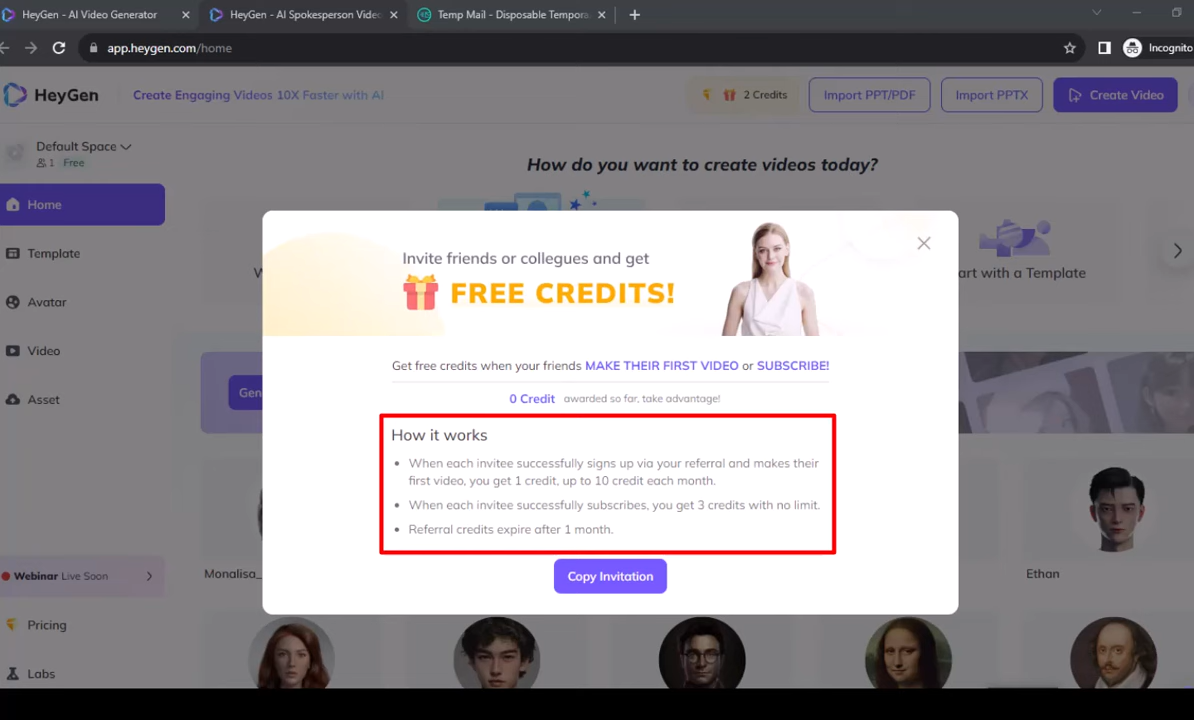 HeyGen - AI Video Generator
HeyGen - AI Spokesperson Video
Temp Mail - Disposable Tempora
app.heygen.com/home
Incognito
HeyGen
Create Engaging Videos 10X Faster with AI
2 Credits
Import PPT/PDF
Import PPTX
Create Video
Default Space
1 Free
How do you want to create videos today?
Home
Template
Avatar
Video
Asset
W
art with a Template
Gen
Invite friends or collegues and get
FREE CREDITS!
Get free credits when your friends MAKE THEIR FIRST VIDEO or SUBSCRIBE!
0 Credit awarded so far, take advantage!
How it works
• When each invitee successfully signs up via your referral and makes their
first video, you get 1 credit, up to 10 credit each month.
• When each invitee successfully subscribes, you get 3 credits with no limit.
• Referral credits expire after 1 month.
Copy Invitation
Monalisa_
Ethan
Webinar Live Soon
Pricing
Labs